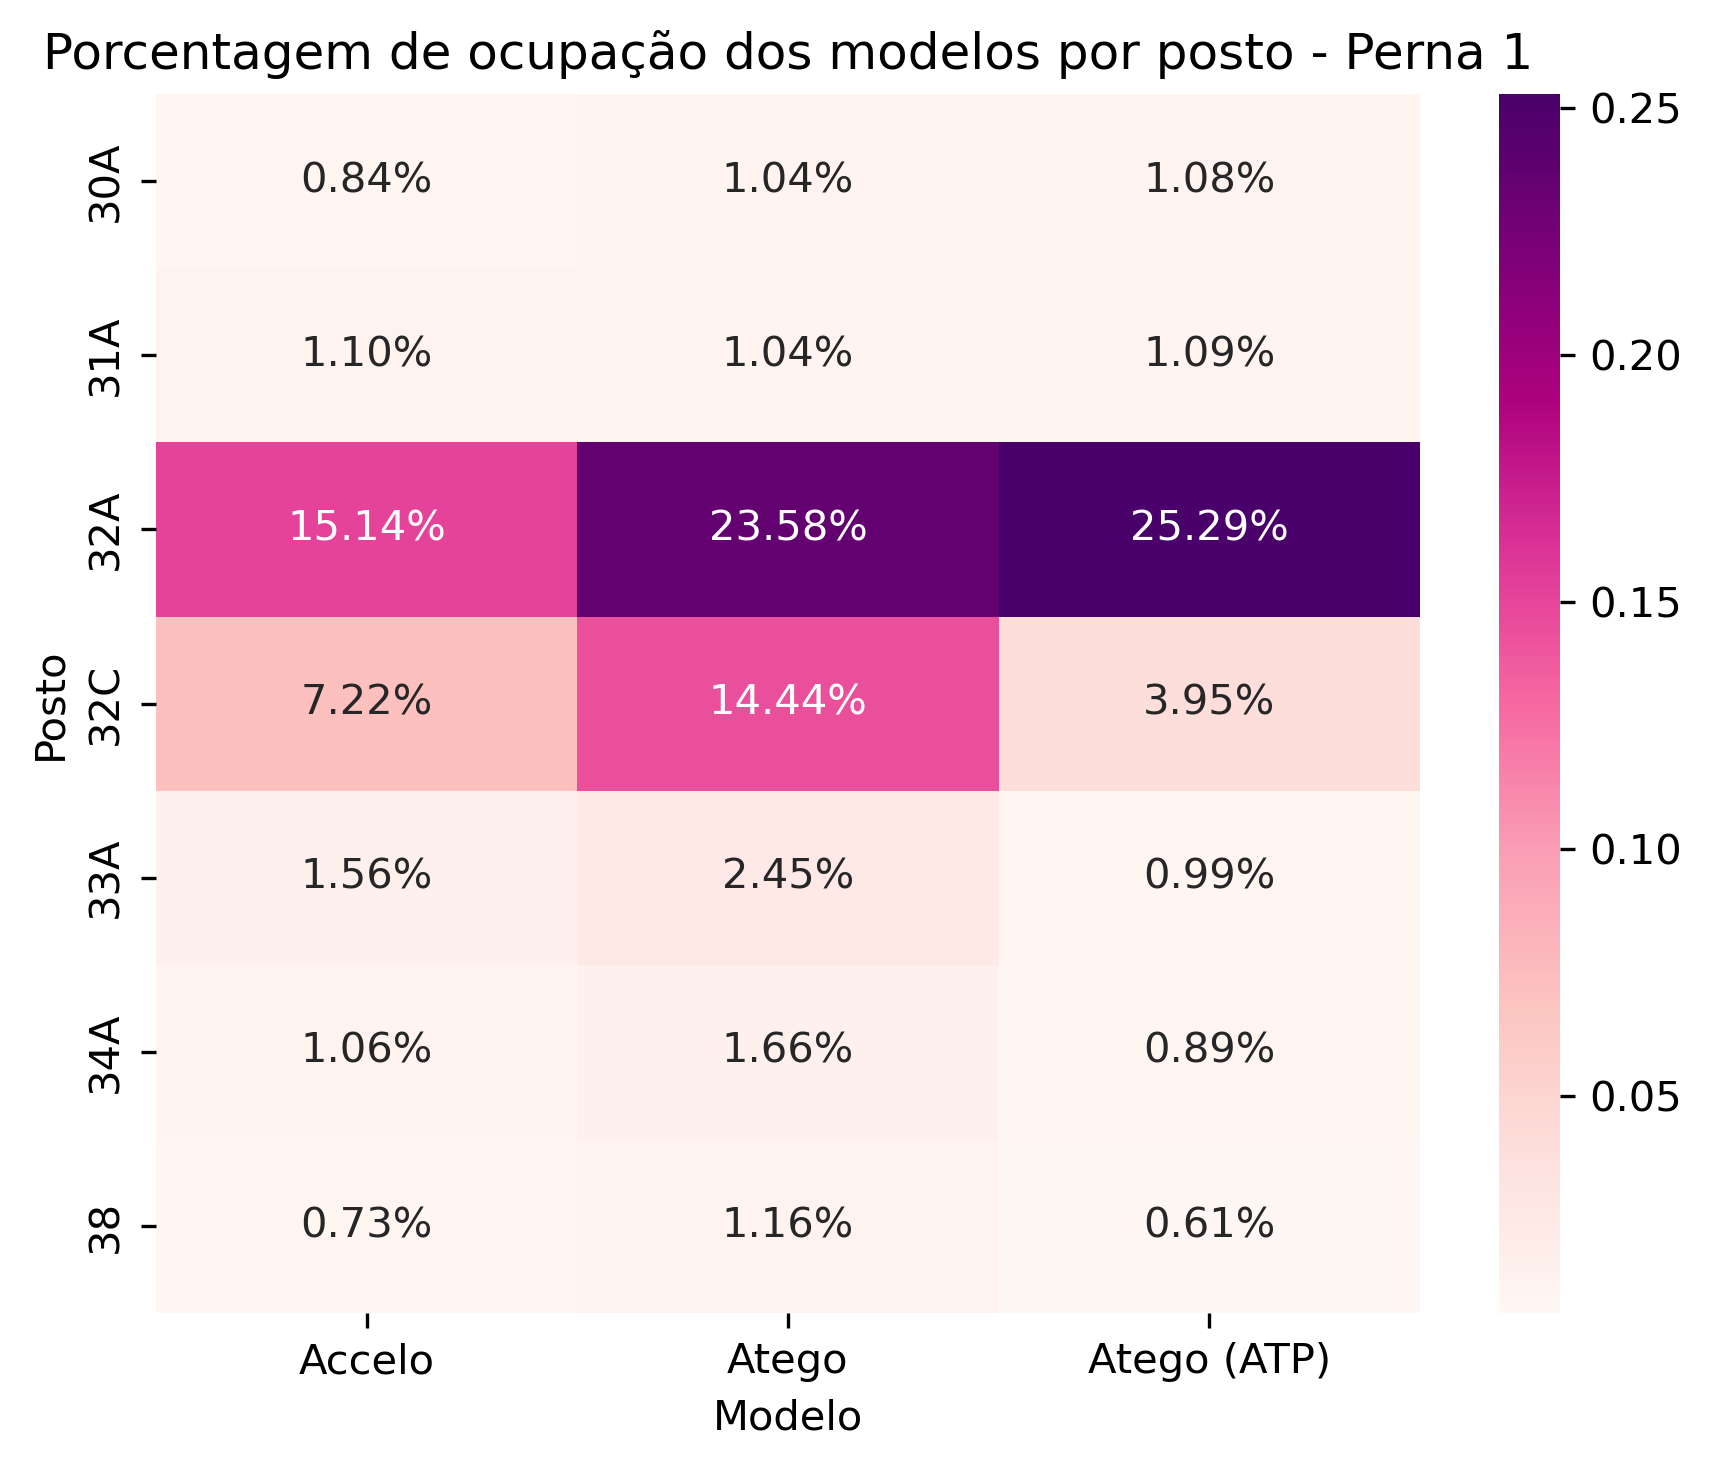 Porcentagem de ocupação dos modelos por posto - Perna 1
Posto
30A 0.84% 1.04% 1.08%
31A 1.10% 1.04% 1.09%
32A 15.14% 23.58% 25.29%
32C 7.22% 14.44% 3.95%
33A 1.56% 2.45% 0.99%
34A 1.06% 1.66% 0.89%
38 0.73% 1.16% 0.61%
Accelo Atego Atego (ATP)
Modelo
0.25
0.20
0.15
0.10
0.05